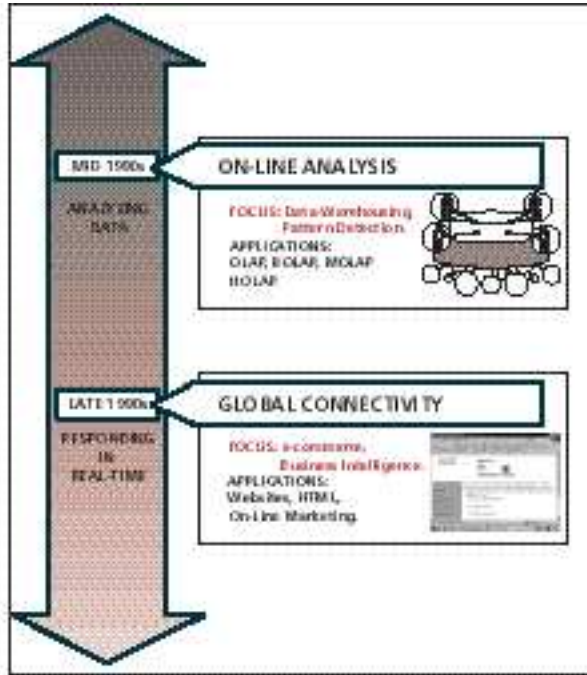 MID 1990s
ON-LINE ANALYSIS
ANALYZING
DATA
FOCUS: Data-Warehousing
Pattern Detection.
APPLICATIONS:
OLAP, ROLAP, MOLAP
HOLAP
LATE 1990s
GLOBAL CONNECTIVITY
RESPONDING
IN
REAL-TIME
FOCUS: e-commerce,
Business Intelligence.
APPLICATIONS:
Websites, HTML,
On-Line Marketing.